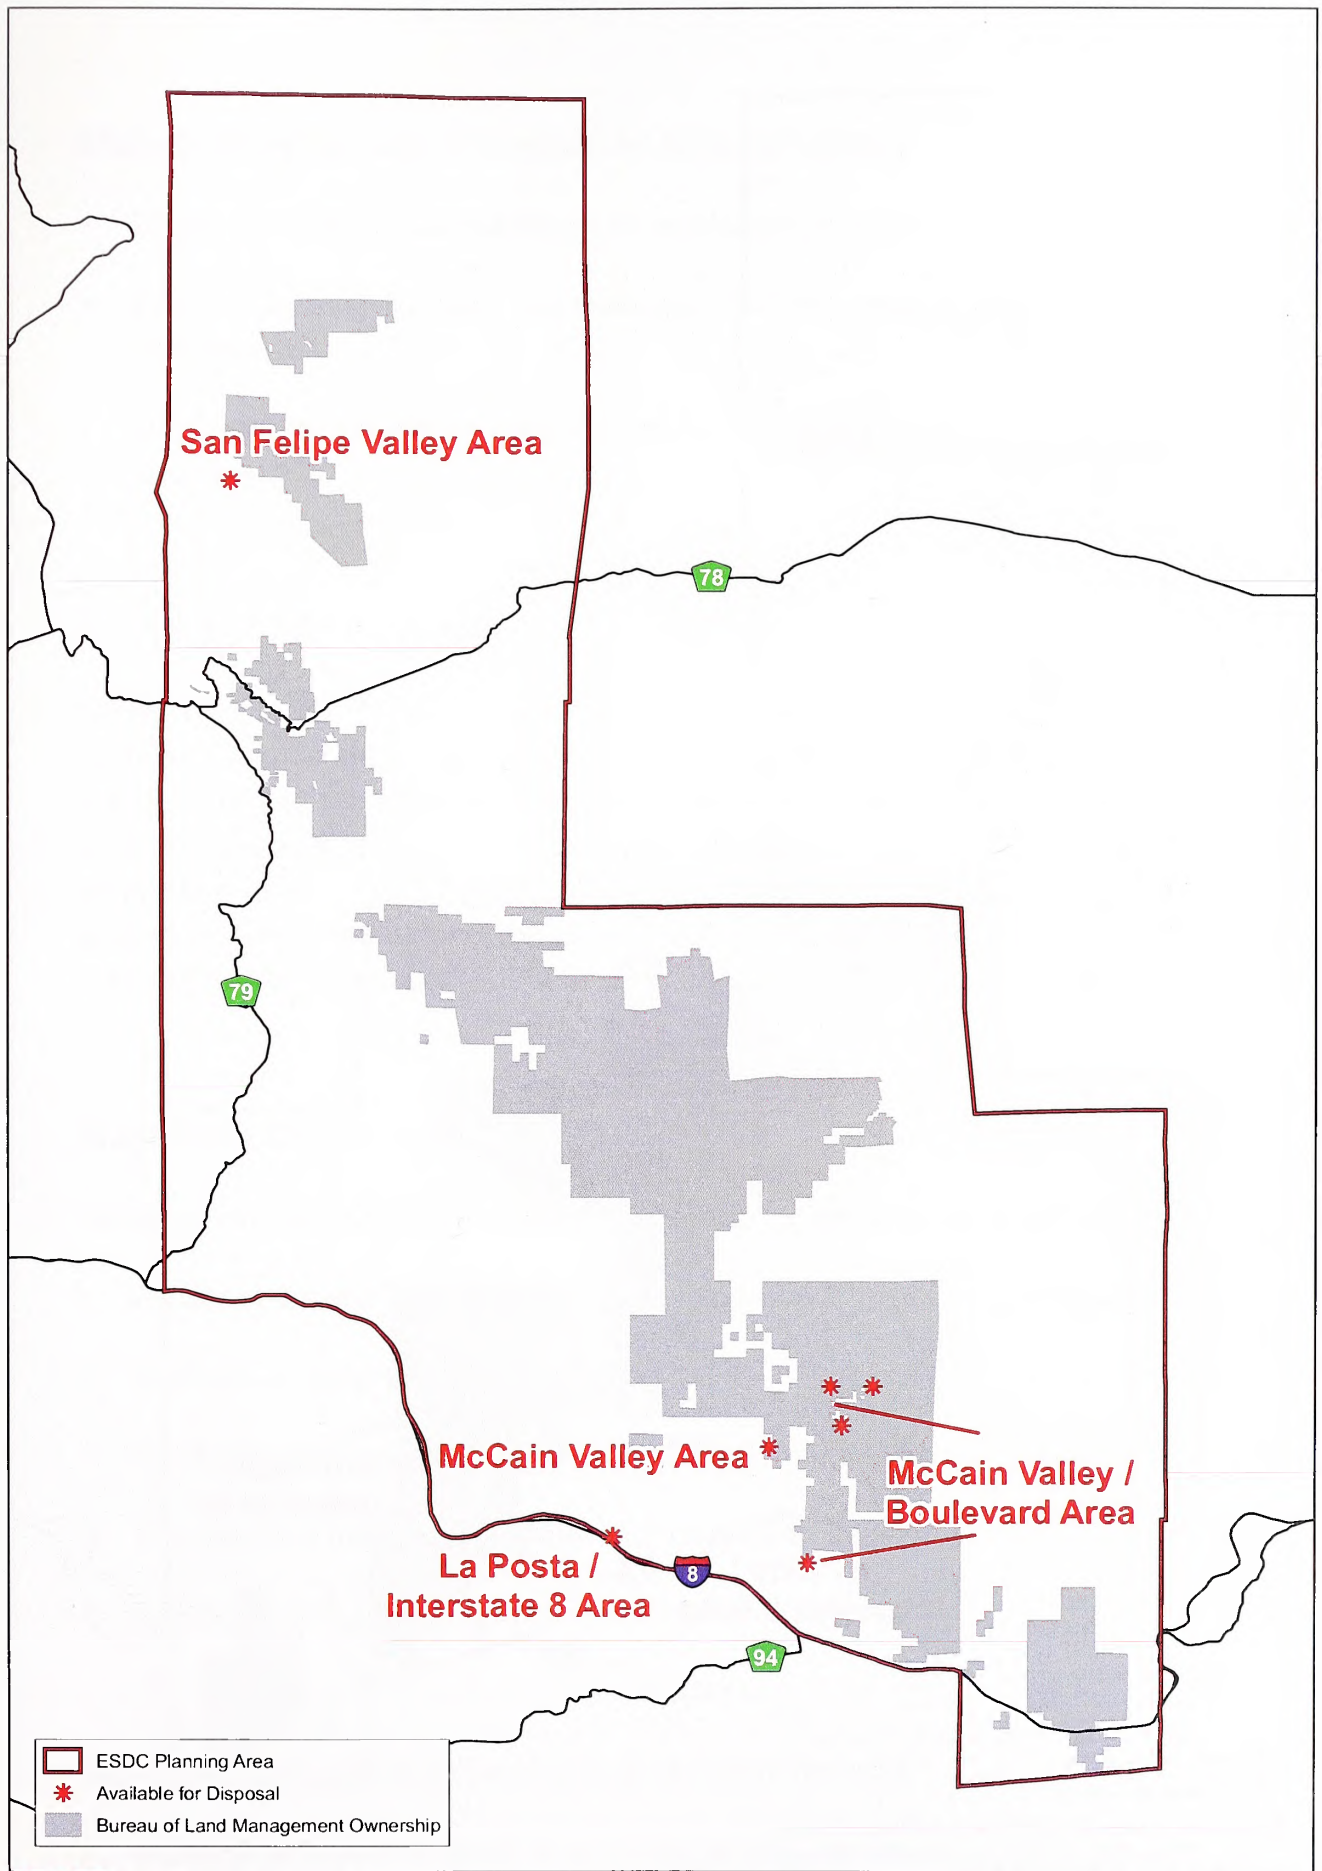 San Felipe Valley Area
78
79
McCain Valley Area
McCain Valley /
Boulevard Area
La Posta /
Interstate 8 Area
8
94
ESDC Planning Area
Available for Disposal
Bureau of Land Management Ownership